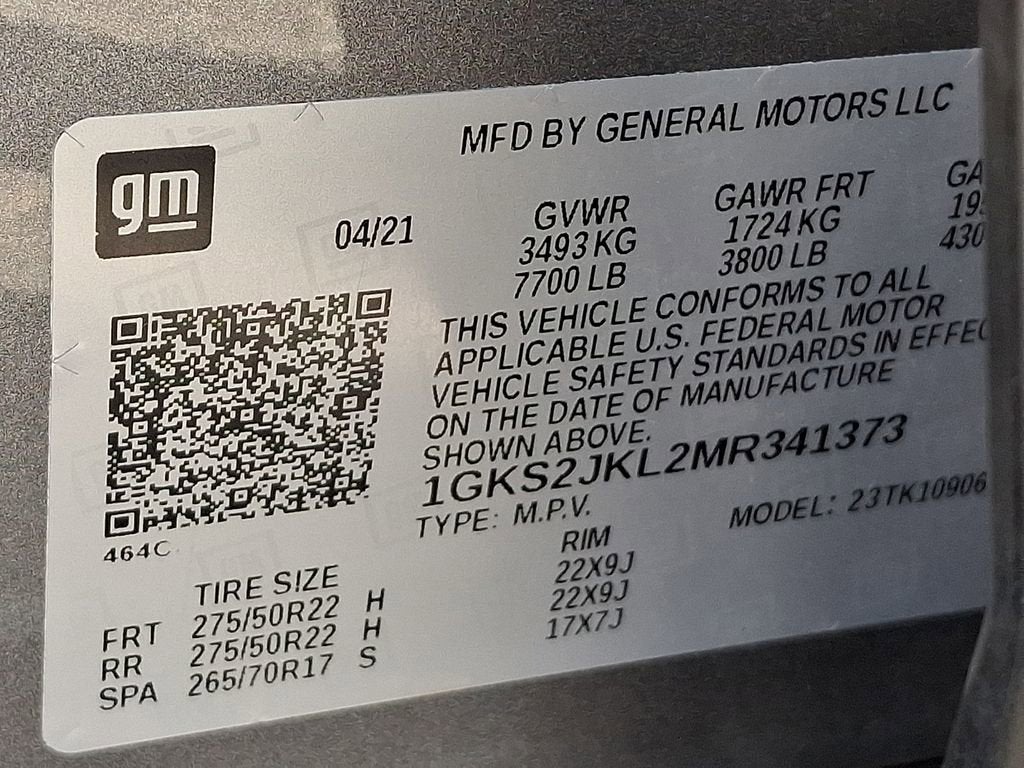 MFD BY GENERAL MOTORS LLC
gm
04/21
GVWR GAWR FRT
3493 KG 1724 KG
7700 LB 3800 LB
THIS VEHICLE CONFORMS TO ALL
APPLICABLE U.S. FEDERAL MOTOR
VEHICLE SAFETY STANDARDS IN EFFEC
ON THE DATE OF MANUFACTURE
SHOWN ABOVE.
1GKS2JKL2MR341373
TYPE: M.P.V. MODEL: 23TK10906
464C
TIRE SIZE RIM
FRT 275/50R22 H 22X9J
RR 275/50R22 H 22X9J
SPA 265/70R17 S 17X7J